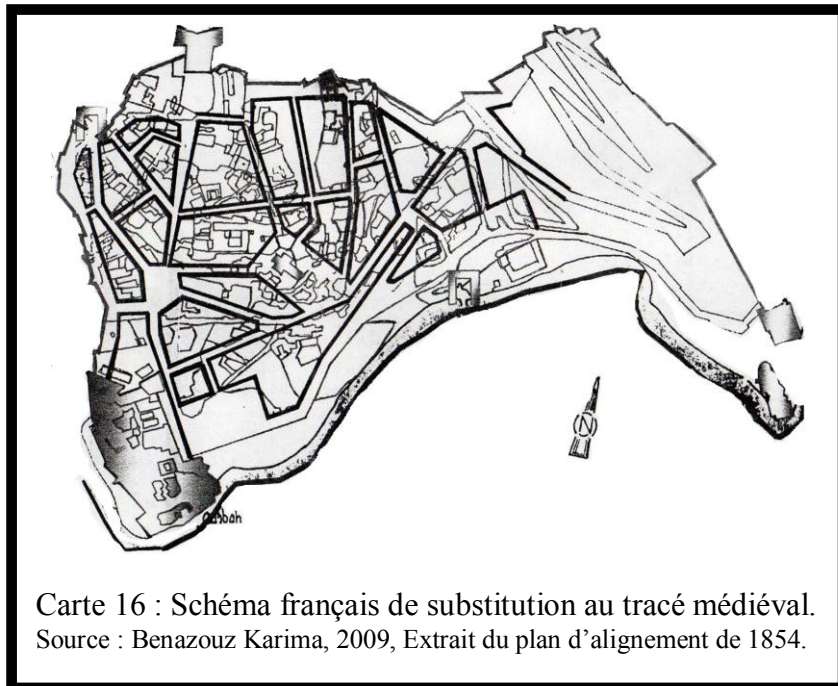 N
Carte 16 : Schéma français de substitution au tracé médiéval.
Source : Benazouz Karima, 2009, Extrait du plan d’alignement de 1854.